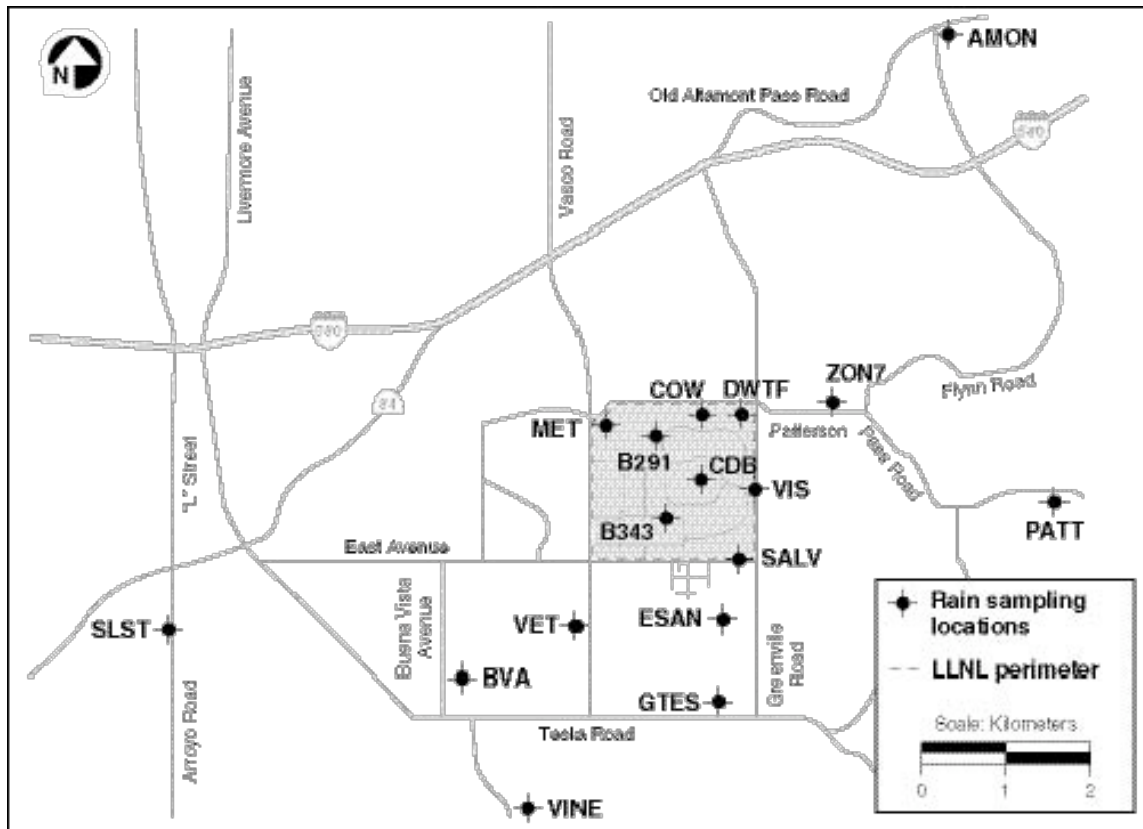 N
AMON
Old Altamont Pass Road
580
Livermore Avenue
Vasco Road
580
84
ZON7
Flynn Road
COW
DWTF
MET
Patterson
Pass Road
B291
CDB
VIS
"L" Street
PATT
B343
East Avenue
SALV
SLST
Buena Vista
Avenue
VET
ESAN
Greenville
Road
BVA
GTES
Arroyo Road
Tesla Road
VINE
Rain sampling
locations
LLNL perimeter
Scale: Kilometers
0
1
2